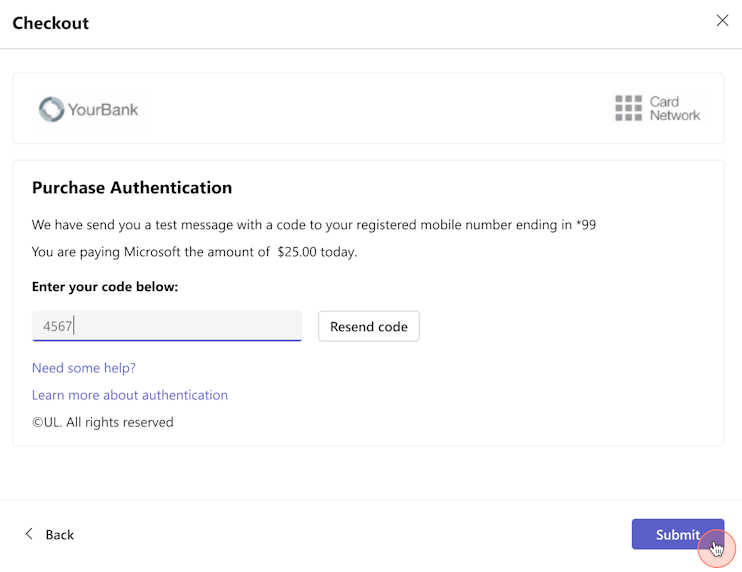 Checkout
YourBank
Card
Network
Purchase Authentication
We have send you a test message with a code to your registered mobile number ending in *99
You are paying Microsoft the amount of $25.00 today.
Enter your code below:
4567
Resend code
Need some help?
Learn more about authentication
©UL. All rights reserved
Back
Submit